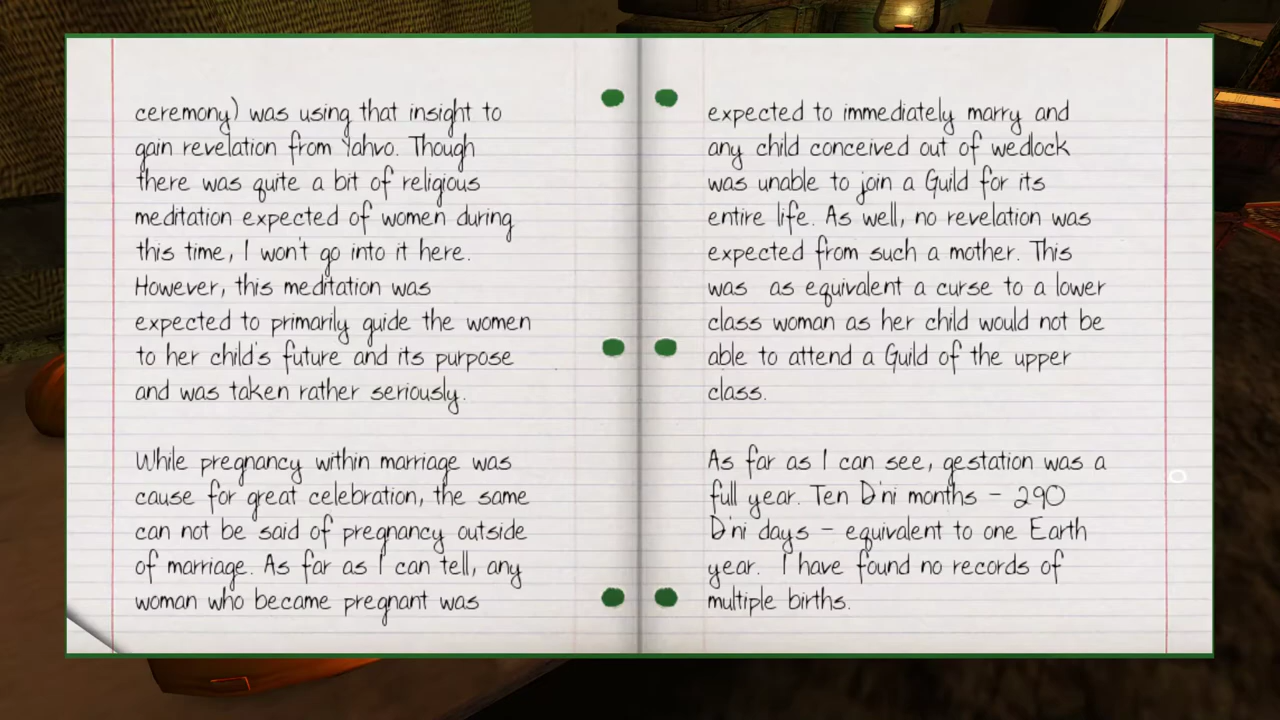 ceremony) was using that insight to
gain revelation from Yahvo. Though
there was quite a bit of religious
meditation expected of women during
this time, I won't go into it here.
However, this meditation was
expected to primarily guide the women
to her child's future and its purpose
and was taken rather seriously.
While pregnancy within marriage was
cause for great celebration, the same
can not be said of pregnancy outside
of marriage. As far as I can tell, any
woman who became pregnant was
expected to immediately marry and
any child conceived out of wedlock
was unable to join a Guild for its
entire life. As well, no revelation was
expected from such a mother. This
was as equivalent a curse to a lower
class woman as her child would not be
able to attend a Guild of the upper
class.
As far as I can see, gestation was a
full year. Ten D'ni months - 290
D'ni days - equivalent to one Earth
year. I have found no records of
multiple births.